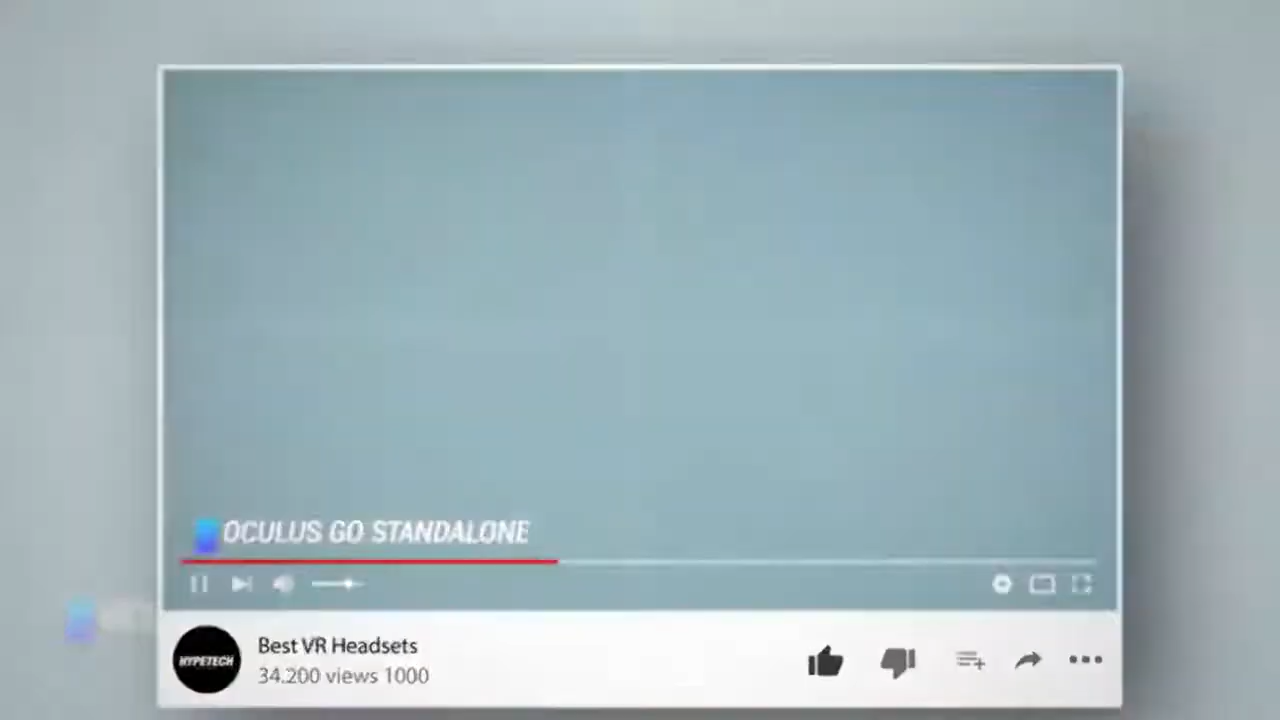 OCULUS GO STANDALONE
HYPETECH
Best VR Headsets
34.200 views 1000